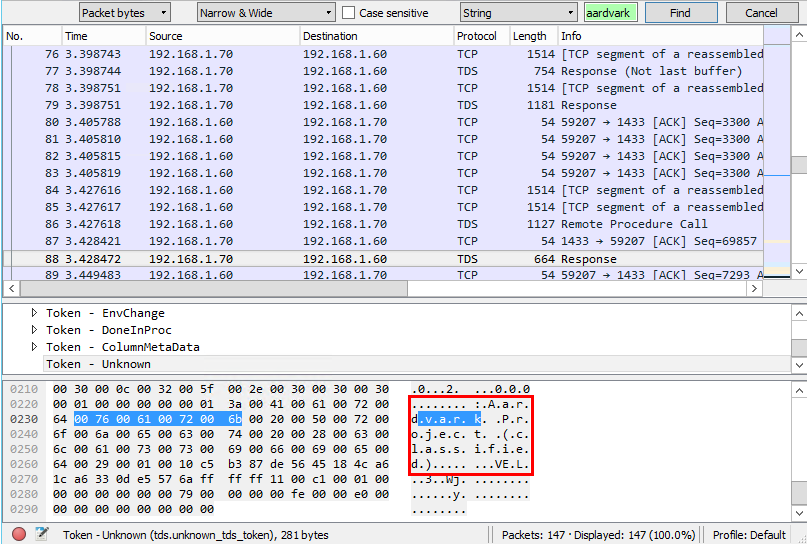 Packet bytes Narrow & Wide Case sensitive String aardvark Find Cancel
No. Time Source Destination Protocol Length Info
76 3.398743 192.168.1.70 192.168.1.60 TCP 1514 [TCP segment of a reassembled
77 3.398744 192.168.1.70 192.168.1.60 TDS 754 Response (Not last buffer)
78 3.398751 192.168.1.70 192.168.1.60 TCP 1514 [TCP segment of a reassembled
79 3.398751 192.168.1.70 192.168.1.60 TDS 1181 Response
80 3.405788 192.168.1.60 192.168.1.70 TCP 54 59207 → 1433 [ACK] Seq=3300 A
81 3.405810 192.168.1.60 192.168.1.70 TCP 54 59207 → 1433 [ACK] Seq=3300 A
82 3.405815 192.168.1.60 192.168.1.70 TCP 54 59207 → 1433 [ACK] Seq=3300 A
83 3.405819 192.168.1.60 192.168.1.70 TCP 54 59207 → 1433 [ACK] Seq=3300 A
84 3.427616 192.168.1.60 192.168.1.70 TCP 1514 [TCP segment of a reassembled
85 3.427617 192.168.1.60 192.168.1.70 TCP 1514 [TCP segment of a reassembled
86 3.427618 192.168.1.60 192.168.1.70 TDS 1127 Remote Procedure Call
87 3.428421 192.168.1.70 192.168.1.60 TCP 54 1433 → 59207 [ACK] Seq=69857
88 3.428472 192.168.1.70 192.168.1.60 TDS 664 Response
89 3.449483 192.168.1.60 192.168.1.70 TCP 54 59207 → 1433 [ACK] Seq=7293 A
Token - EnvChange
Token - DoneInProc
Token - ColumnMetaData
Token - Unknown
0210 00 30 00 0c 00 32 00 5f 00 2e 00 30 00 30 00 30 .0...2._ ...0.0.0
0220 00 01 00 00 00 00 00 01 3a 00 41 00 61 00 72 00 ........ :.A.a.r.
0230 64 00 76 00 61 00 72 00 6b 00 20 00 50 00 72 00 d.v.a.r. k. .P.r.
0240 6f 00 6a 00 65 00 63 00 74 00 20 00 28 00 63 00 o.j.e.c. t. .(.c.
0250 6c 00 61 00 73 00 73 00 69 00 66 00 69 00 65 00 l.a.s.s. i.f.i.e.
0260 64 00 29 00 01 00 10 c5 b3 87 de 56 45 18 4c a6 d.)..... ...VE.L.
0270 1c a6 33 0d e5 57 6a ff ff ff 11 00 c1 00 01 00 ..3..Wj. ........
0280 00 00 00 00 00 00 79 00 00 00 00 fe 00 00 e0 00 ......y. ........
0290 00 00 00 00 00 00 00 00 ........
Token - Unknown (tds.unknown_tds_token), 281 bytes Packets: 147 · Displayed: 147 (100.0%) Profile: Default